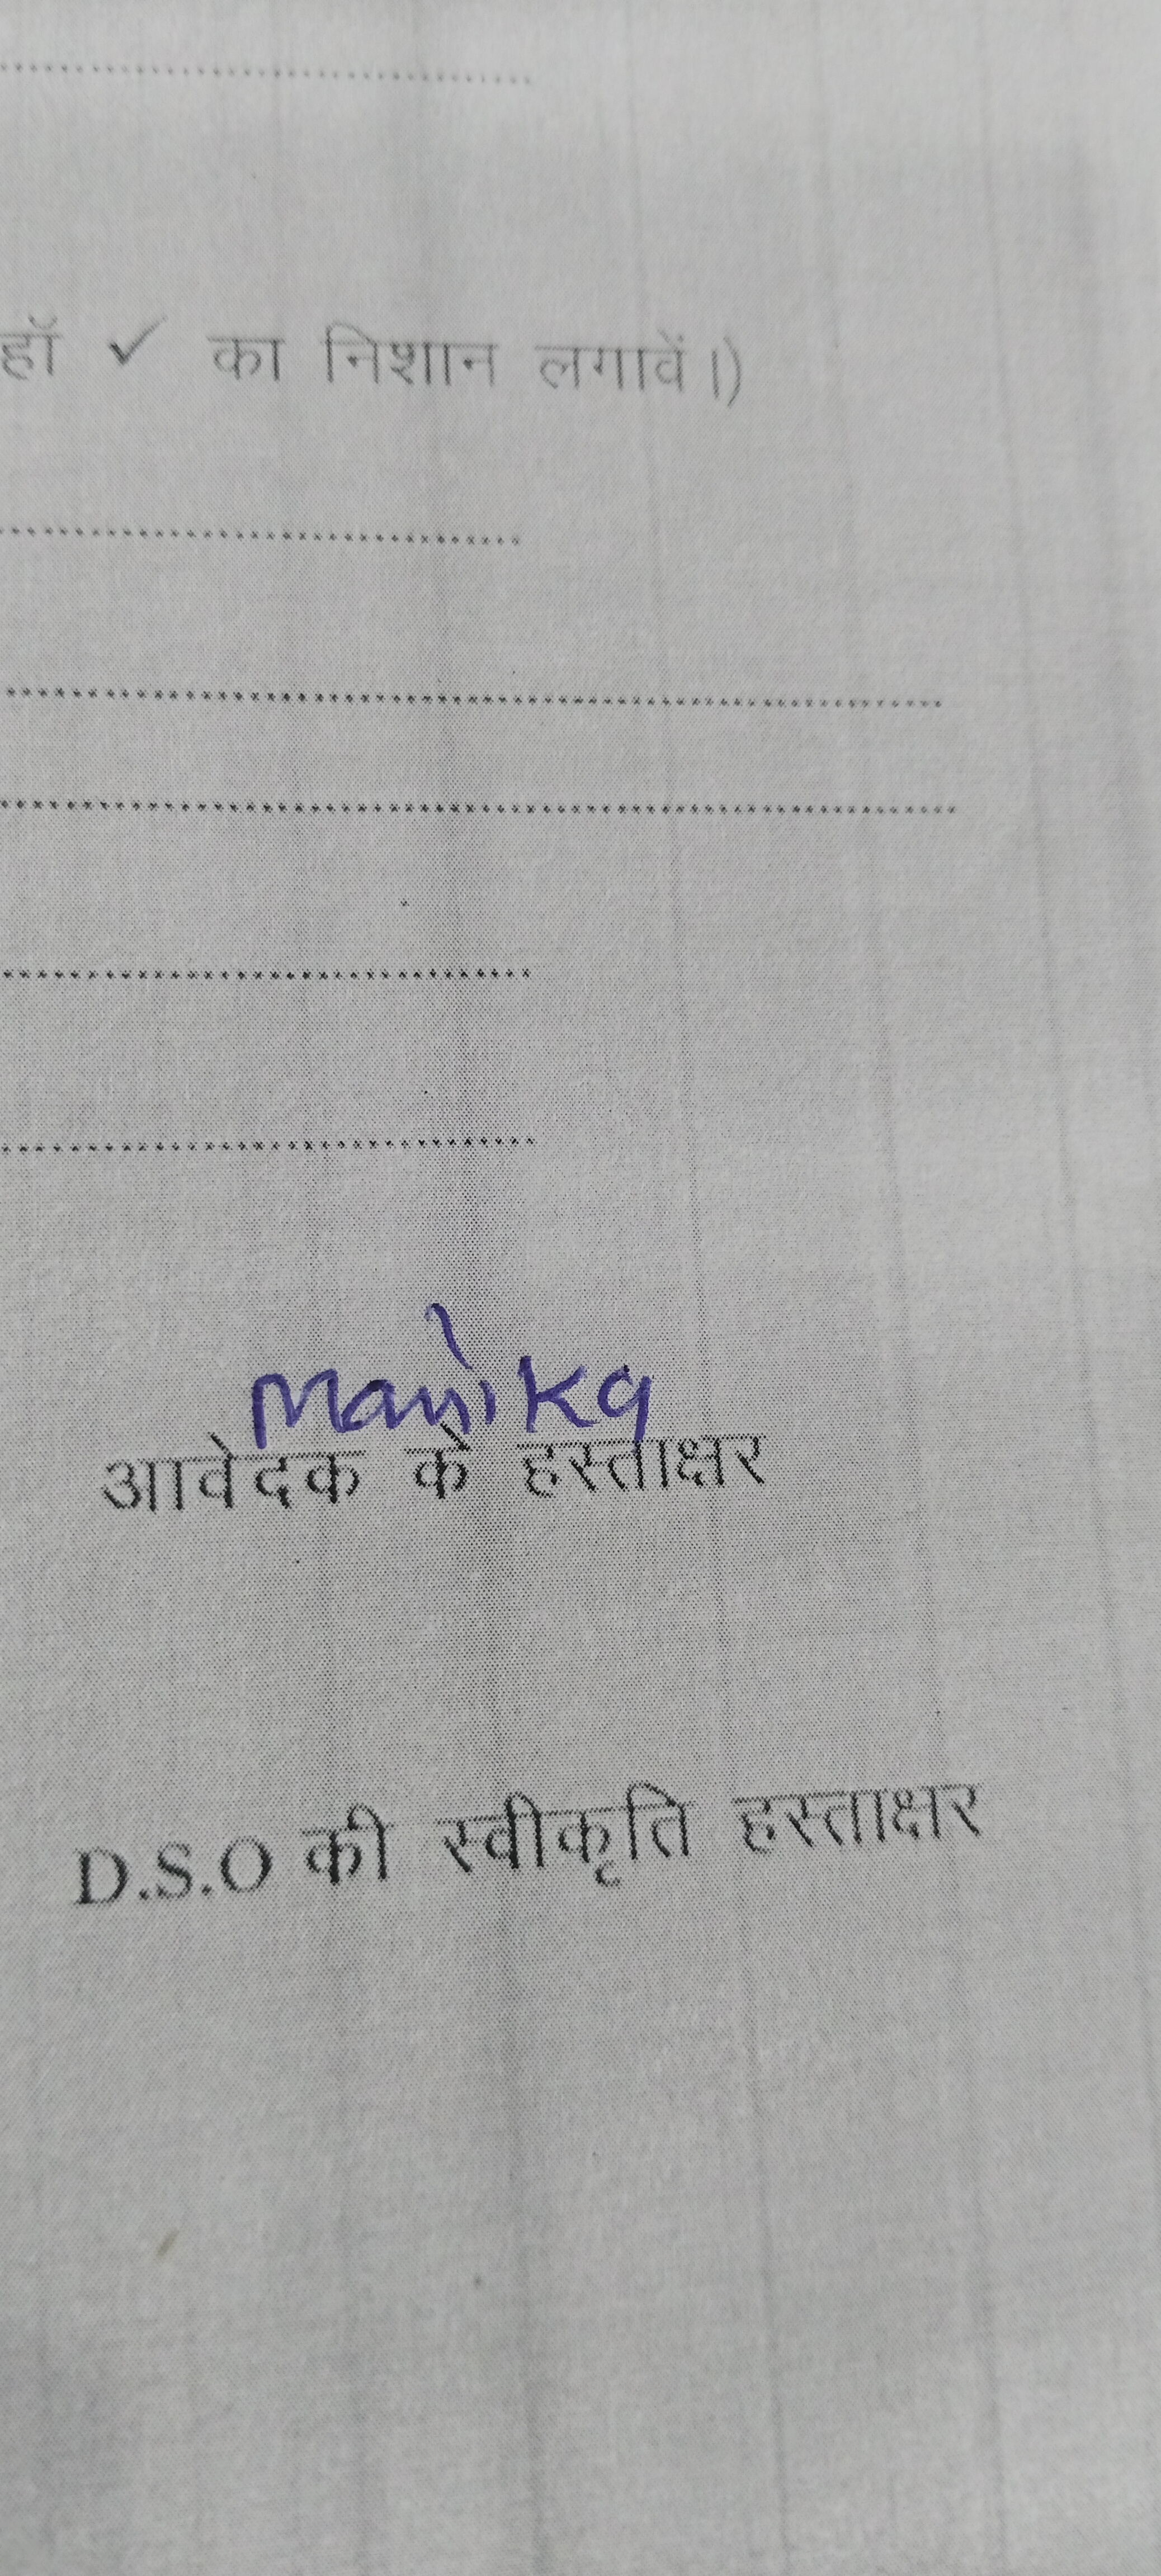 हॉ ✓ का निशान लगावें।)
Manika
आवेदक के हस्ताक्षर
D.S.O की स्वीकृति हस्ताक्षर